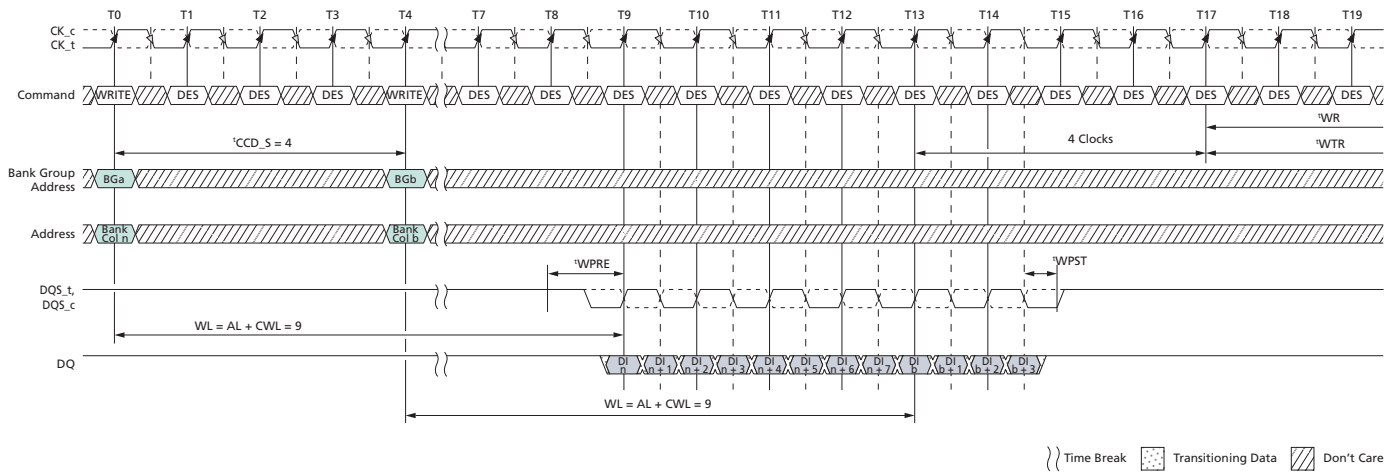 T0 T1 T2 T3 T4 T7 T8 T9 T10 T11 T12 T13 T14 T15 T16 T17 T18 T19
CK_c
CK_t
Command WRITE DES DES DES WRITE DES DES DES DES DES DES DES DES DES DES DES DES DES
tWR
tCCD_S = 4 4 Clocks tWTR
Bank Group
Address BGa BGb
Address Bank
Col n Bank
Col b
tWPRE tWPST
DQS_t,
DQS_c
WL = AL + CWL = 9
DQ DI
n DI
n + 1 DI
n + 2 DI
n + 3 DI
n + 4 DI
n + 5 DI
n + 6 DI
n + 7 DI
b DI
b + 1 DI
b + 2 DI
b + 3
WL = AL + CWL = 9
Time Break Transitioning Data Don't Care